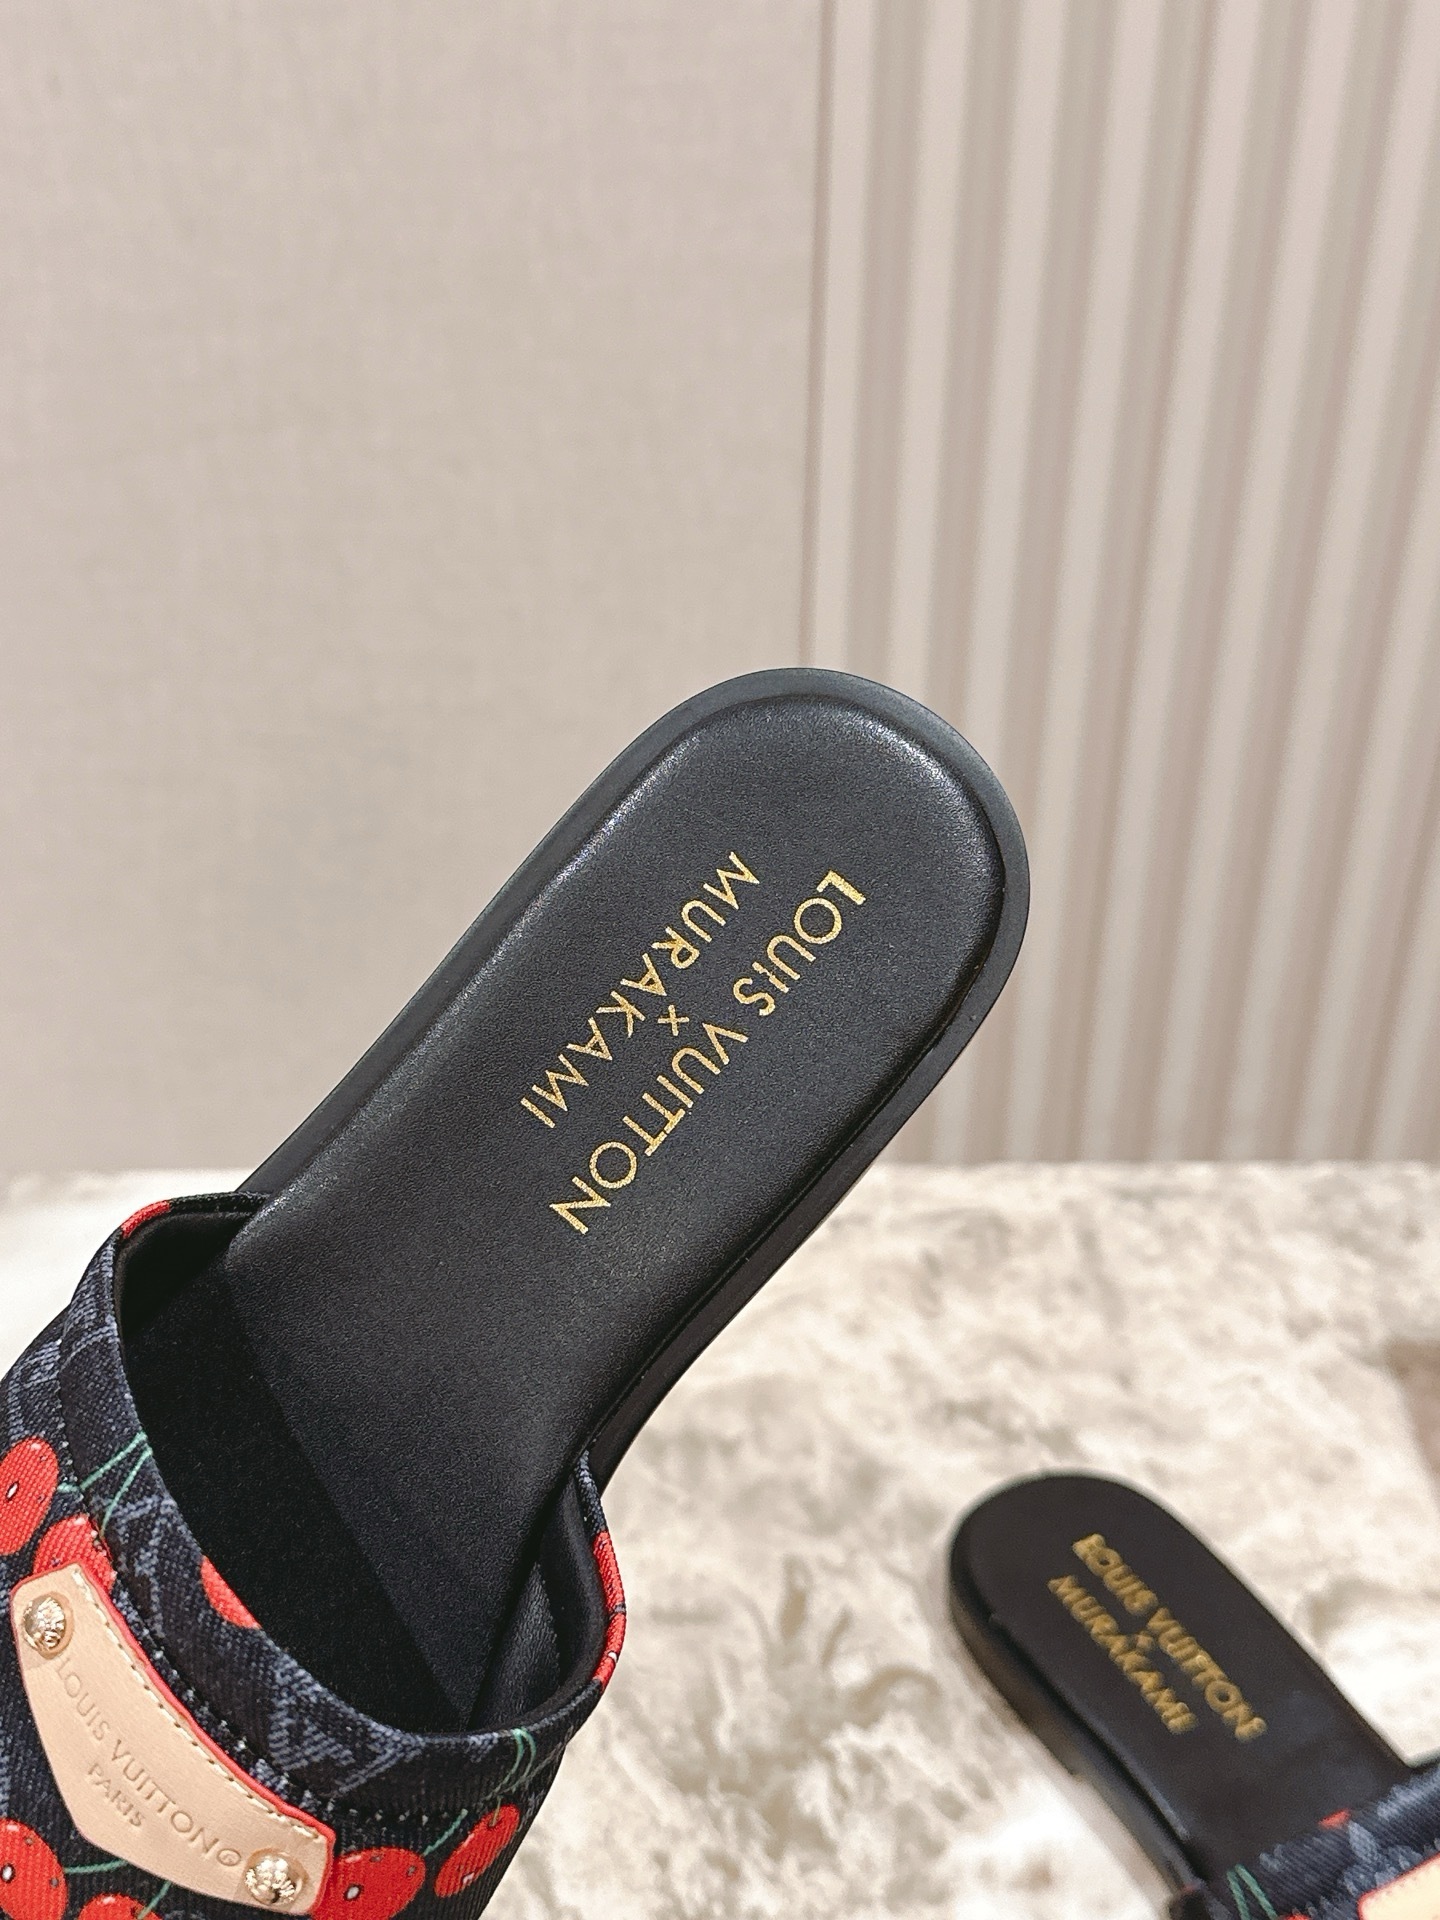 LOUIS VUITTON
×
MURAKAMI
LOUIS VUITTON®
PARIS
LOUIS VUITTON
×
MURAKAMI